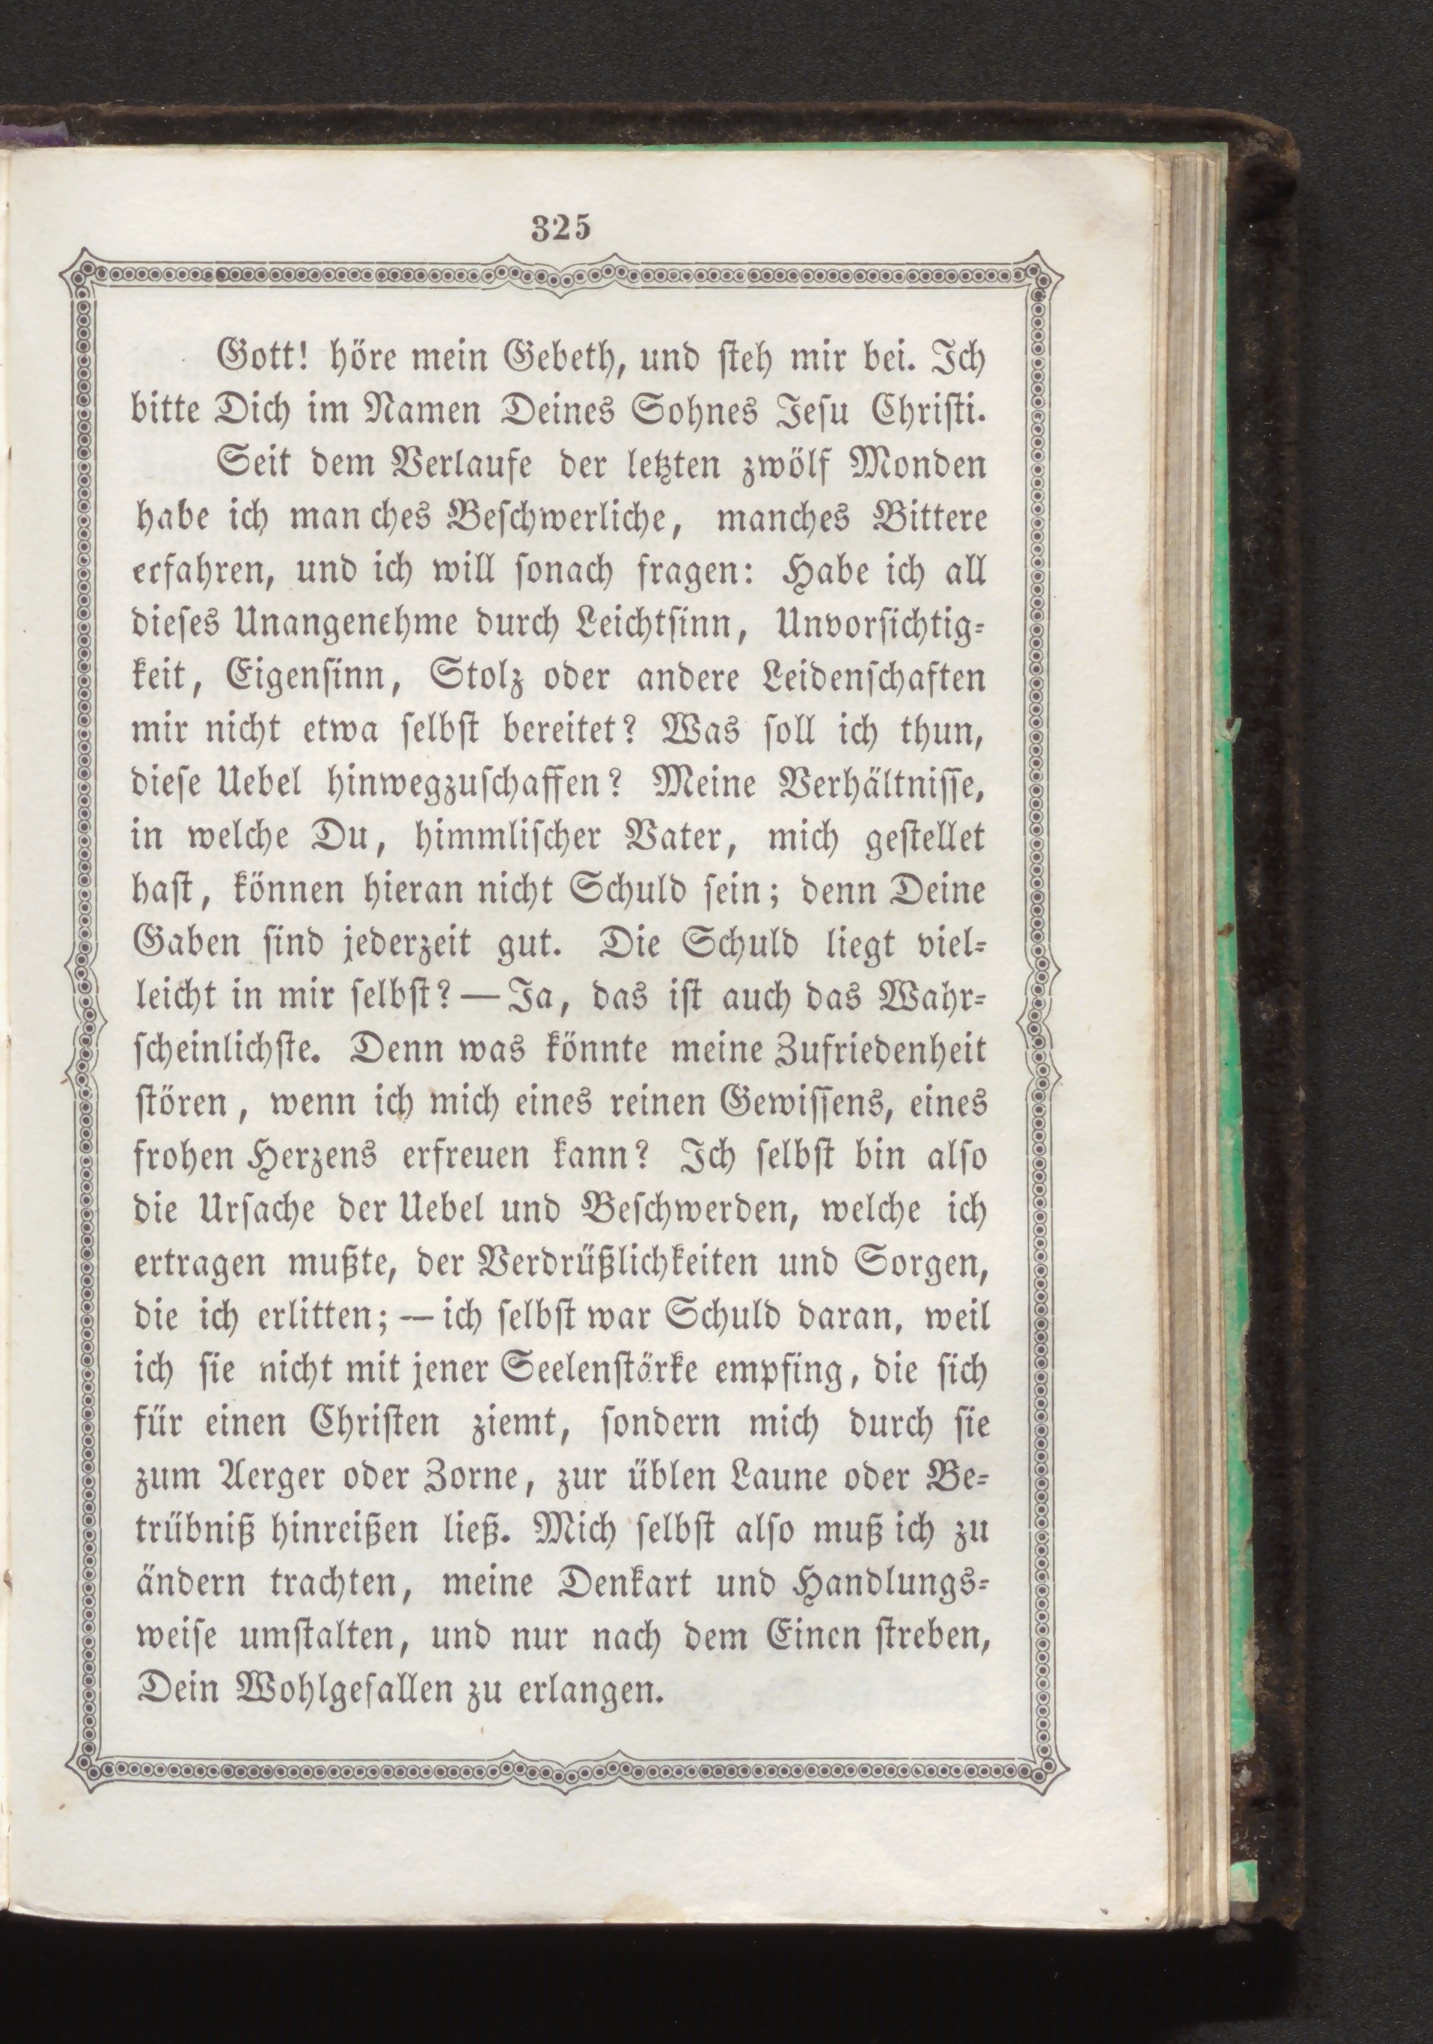 325
Gott! höre mein Gebeth, und steh mir bei. Ich
bitte Dich im Namen Deines Sohnes Jesu Christi.
Seit dem Verlaufe der letzten zwölf Monden
habe ich man ches Beschwerliche, manches Bittere
erfahren, und ich will sonach fragen: Habe ich all
dieses Unangenehme durch Leichtsinn, Unvorsichtig-
keit, Eigensinn, Stolz oder andere Leidenschaften
mir nicht etwa selbst bereitet? Was soll ich thun,
diese Uebel hinwegzuschaffen? Meine Verhältnisse,
in welche Du, himmlischer Vater, mich gestellet
hast, können hieran nicht Schuld sein; denn Deine
Gaben sind jederzeit gut. Die Schuld liegt viel-
leicht in mir selbst? — Ja, das ist auch das Wahr-
scheinlichste. Denn was könnte meine Zufriedenheit
stören, wenn ich mich eines reinen Gewissens, eines
frohen Herzens erfreuen kann? Ich selbst bin also
die Ursache der Uebel und Beschwerden, welche ich
ertragen mußte, der Verdrüßlichkeiten und Sorgen,
die ich erlitten; — ich selbst war Schuld daran, weil
ich sie nicht mit jener Seelenstärke empfing, die sich
für einen Christen ziemt, sondern mich durch sie
zum Aerger oder Zorne, zur üblen Laune oder Be-
trübniß hinreißen ließ. Mich selbst also muß ich zu
ändern trachten, meine Denkart und Handlungs-
weise umstalten, und nur nach dem Einen streben,
Dein Wohlgefallen zu erlangen.